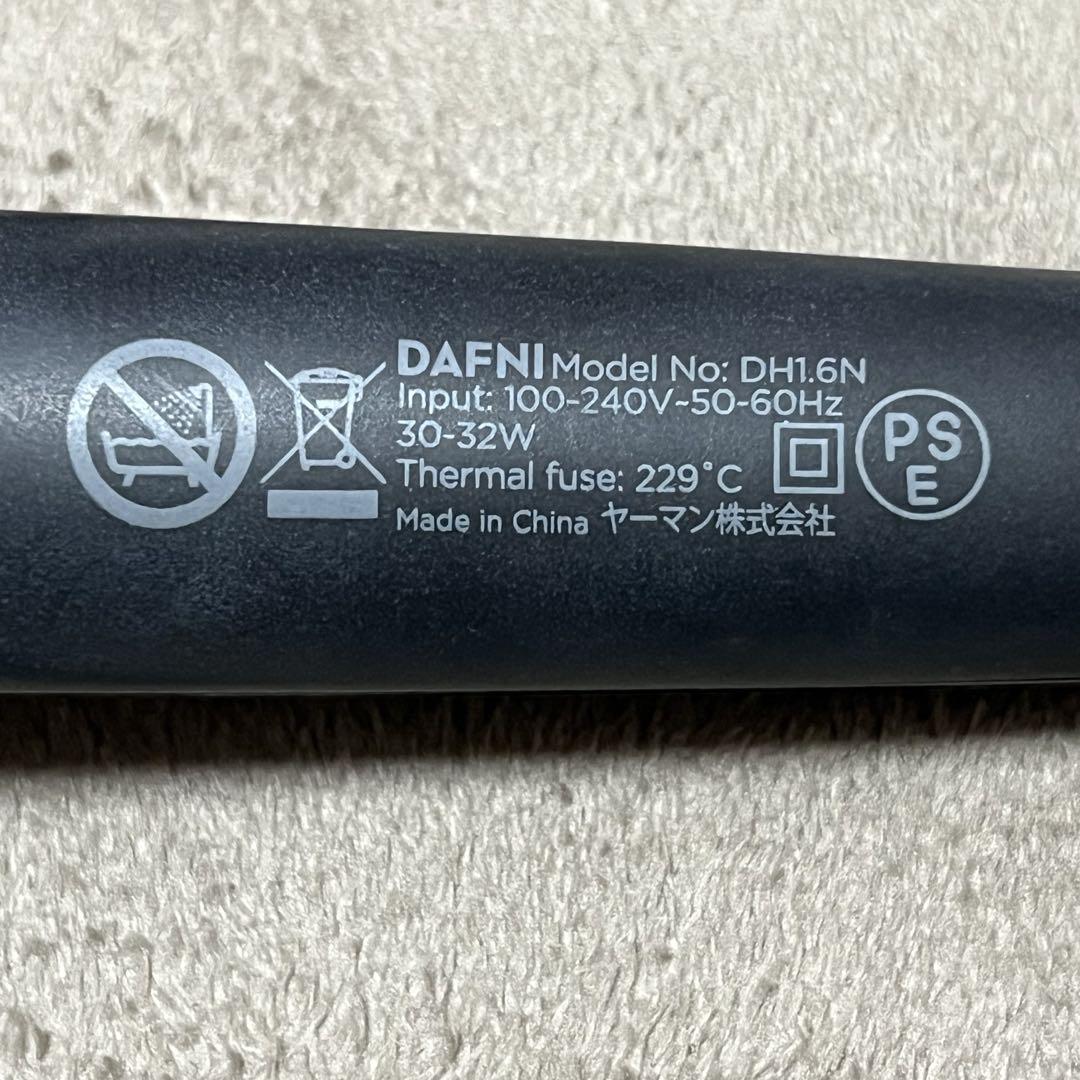 DAFNI Model No: DH1.6N
Input: 100-240V~50-60Hz
30-32W
Thermal fuse: 229°C
Made in China ヤーマン株式会社
PS
E